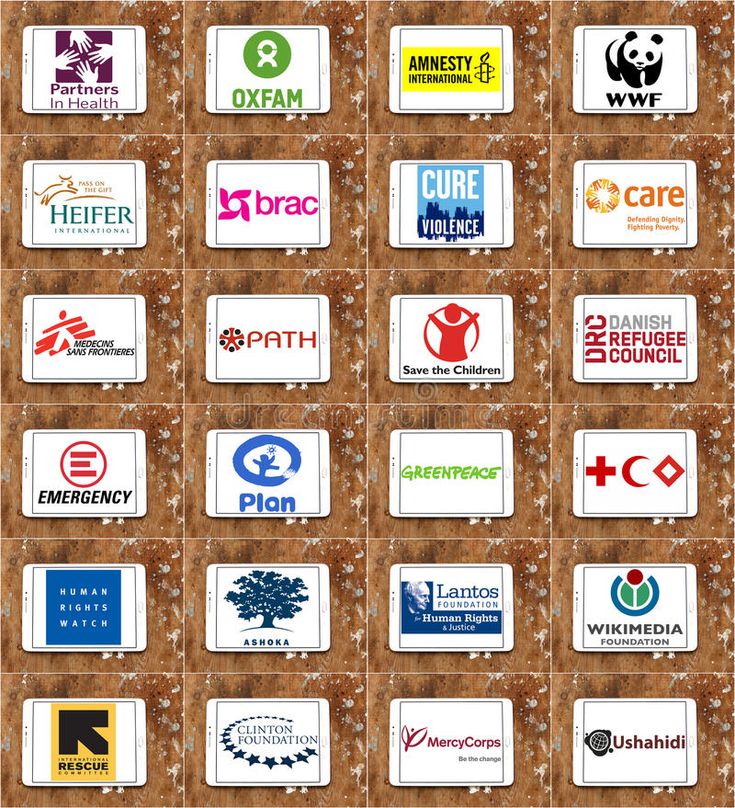 Partners
In Health
OXFAM
AMNESTY
INTERNATIONAL
WWF
PASS ON
THE GIFT
HEIFER
INTERNATIONAL
brac
CURE
VIOLENCE
care
Defending Dignity.
Fighting Poverty.
MEDECINS
SANS FRONTIERES
PATH
Save the Children
DRC
DANISH
REFUGEE
COUNCIL
EMERGENCY
Plan
GREENPEACE
HUMAN
RIGHTS
WATCH
ASHOKA
Lantos
FOUNDATION
for Human Rights
& Justice
WIKIMEDIA
FOUNDATION
INTERNATIONAL
RESCUE
COMMITTEE
CLINTON
FOUNDATION
MercyCorps
Be the change
Ushahidi
dreamstime